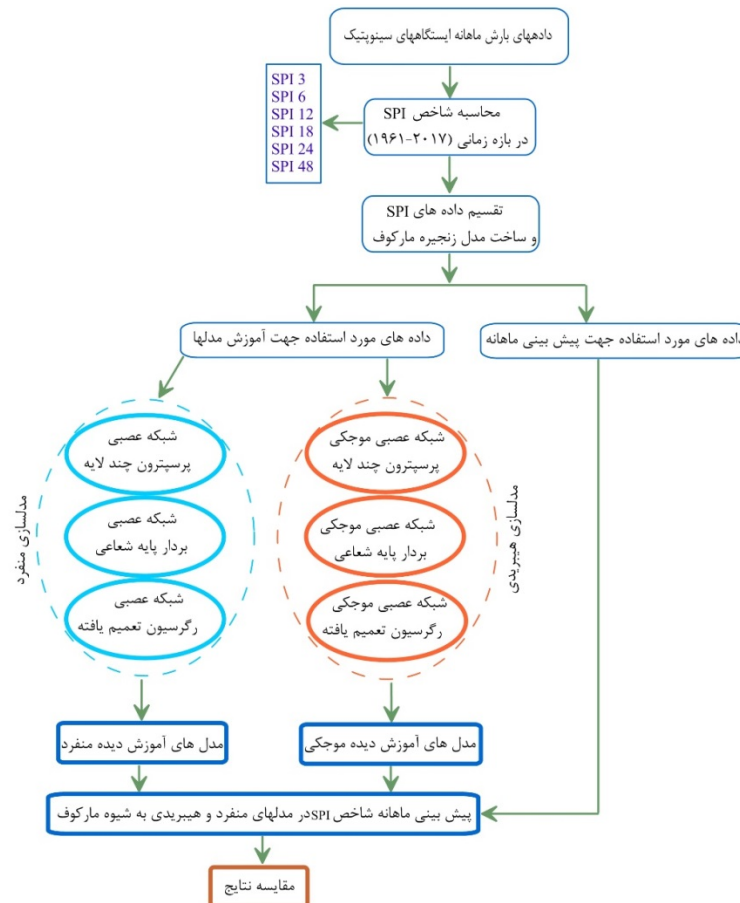 دادههای بارش ماهانه ایستگاههای سینوپتیک
SPI 3
SPI 6
SPI 12
SPI 18
SPI 24
SPI 48
محاسبه شاخص SPI
در بازه زمانی (۱۹۶۱-۲۰۱۷)
تقسیم داده های SPI
و ساخت مدل زنجیره مارکوف
داده های مورد استفاده جهت پیش بینی ماهانه
داده های مورد استفاده جهت آموزش مدلها
مدلسازی هیبریدی
شبکه عصبی موجکی
پرسپترون چند لایه
شبکه عصبی موجکی
بردار پایه شعاعی
شبکه عصبی موجکی
رگرسیون تعمیم یافته
شبکه عصبی
پرسپترون چند لایه
شبکه عصبی
بردار پایه شعاعی
شبکه عصبی
رگرسیون تعمیم یافته
مدلسازی منفرد
مدل های آموزش دیده موجکی
مدل های آموزش دیده منفرد
پیش بینی ماهانه شاخص SPIدر مدلهای منفرد و هیبریدی به شیوه مارکوف
مقایسه نتایج